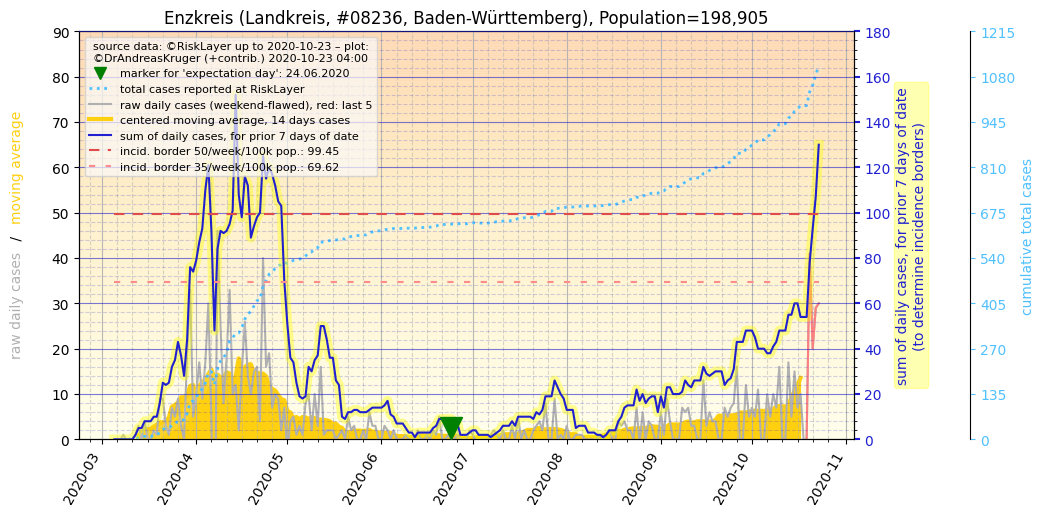 Enzkreis (Landkreis, #08236, Baden-Württemberg), Population=198,905
source data: ©RiskLayer up to 2020-10-23 – plot:
©DrAndreasKruger (+contrib.) 2020-10-23 04:00
marker for 'expectation day': 24.06.2020
total cases reported at RiskLayer
raw daily cases (weekend-flawed), red: last 5
centered moving average, 14 days cases
sum of daily cases, for prior 7 days of date
incid. border 50/week/100k pop.: 99.45
incid. border 35/week/100k pop.: 69.62
raw daily cases / moving average
90
80
70
60
50
40
30
20
10
0
2020-03
2020-04
2020-05
2020-06
2020-07
2020-08
2020-09
2020-10
2020-11
180
160
140
120
100
80
60
40
20
0
sum of daily cases, for prior 7 days of date
(to determine incidence borders)
1215
1080
945
810
675
540
405
270
135
0
cumulative total cases